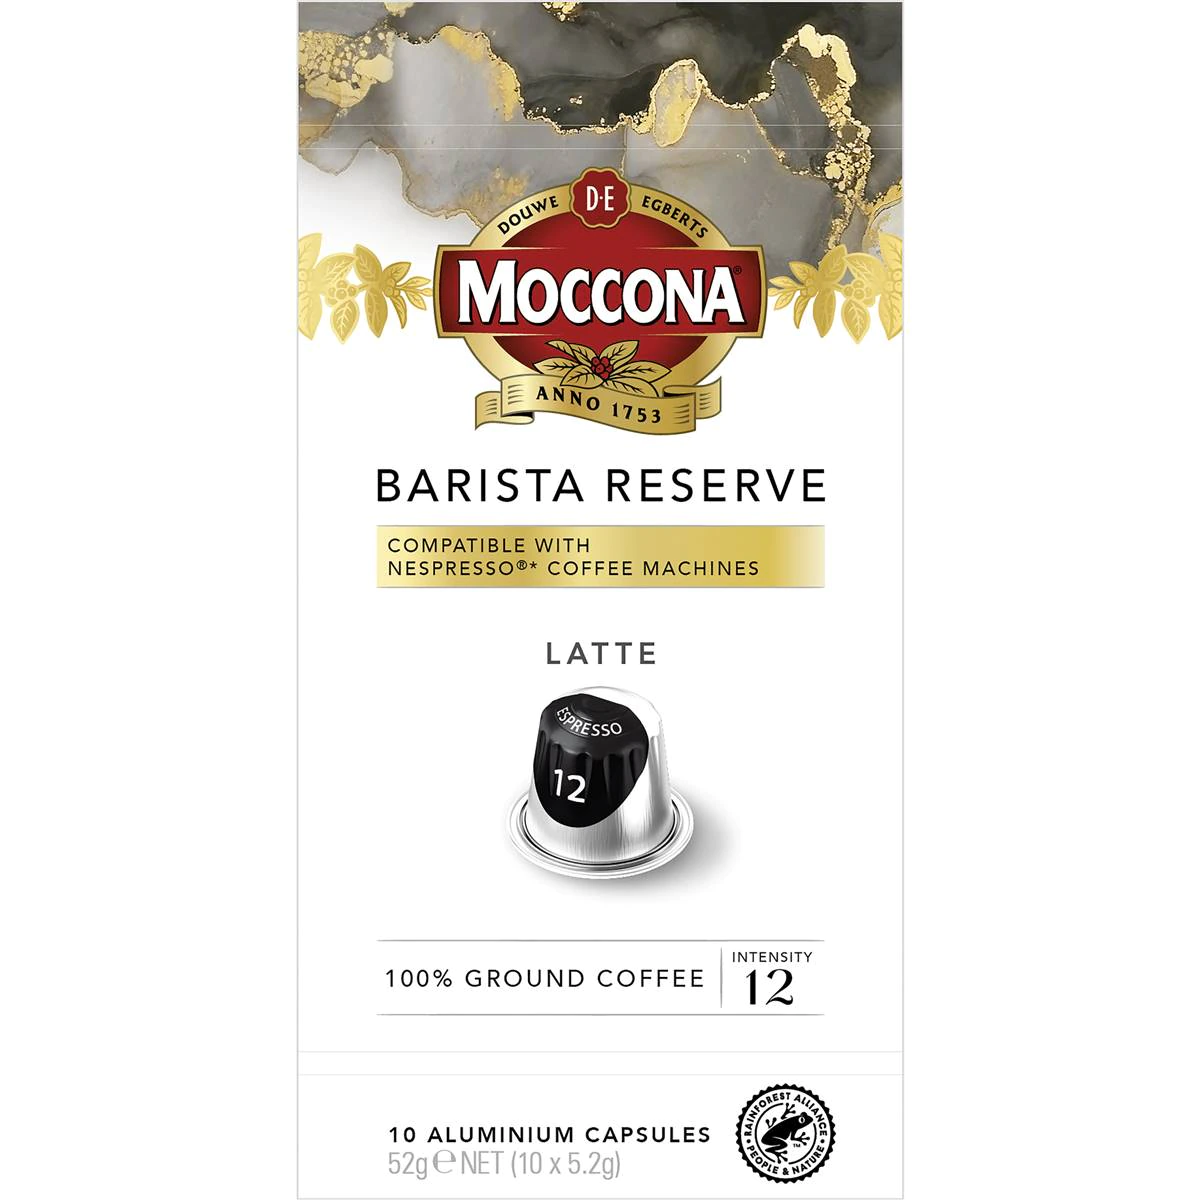 DOUWE D·E EGBERTS
MOCCONA®
ANNO 1753
BARISTA RESERVE
COMPATIBLE WITH
NESPRESSO®* COFFEE MACHINES
LATTE
ESPRESSO
12
100% GROUND COFFEE
INTENSITY
12
10 ALUMINIUM CAPSULES
52g ℮ NET (10 x 5.2g)
RAINFOREST ALLIANCE
PEOPLE & NATURE
TM